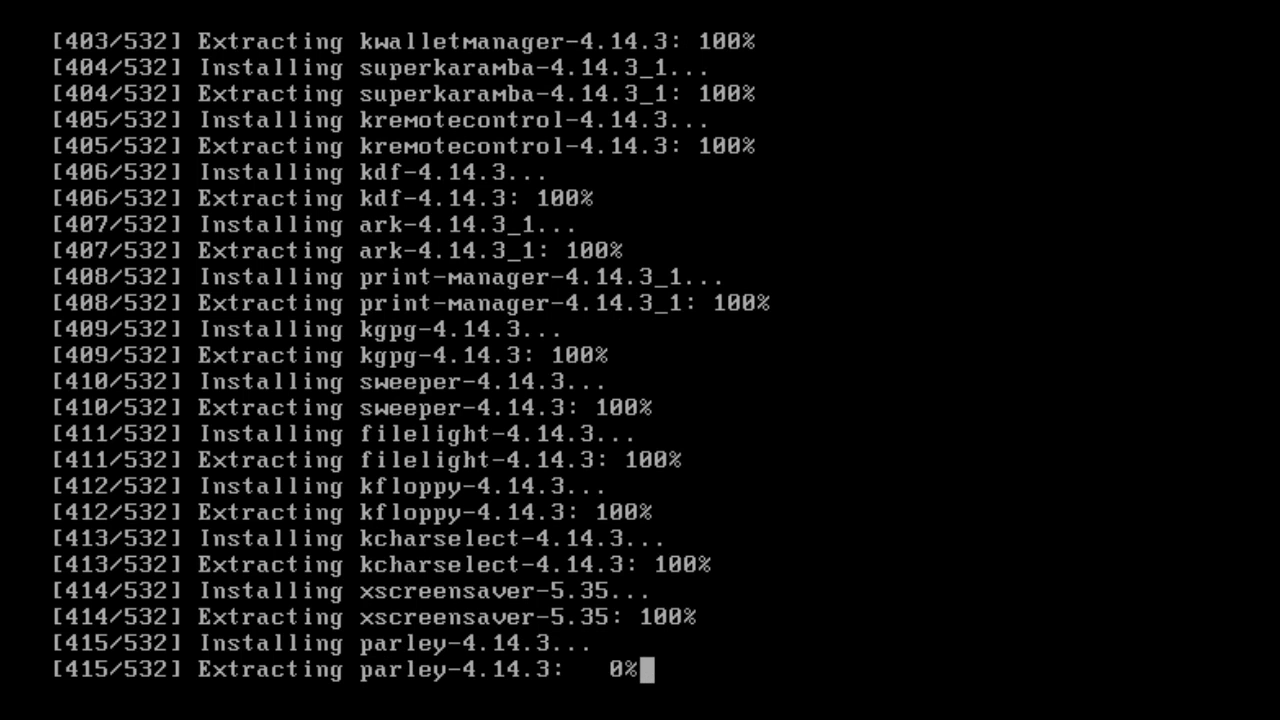 [403/532] Extracting kwalletmanager-4.14.3: 100%
[404/532] Installing superkaramba-4.14.3_1...
[404/532] Extracting superkaramba-4.14.3_1: 100%
[405/532] Installing kremotecontrol-4.14.3...
[405/532] Extracting kremotecontrol-4.14.3: 100%
[406/532] Installing kdf-4.14.3...
[406/532] Extracting kdf-4.14.3: 100%
[407/532] Installing ark-4.14.3_1...
[407/532] Extracting ark-4.14.3_1: 100%
[408/532] Installing print-manager-4.14.3_1...
[408/532] Extracting print-manager-4.14.3_1: 100%
[409/532] Installing kgpg-4.14.3...
[409/532] Extracting kgpg-4.14.3: 100%
[410/532] Installing sweeper-4.14.3...
[410/532] Extracting sweeper-4.14.3: 100%
[411/532] Installing filelight-4.14.3...
[411/532] Extracting filelight-4.14.3: 100%
[412/532] Installing kfloppy-4.14.3...
[412/532] Extracting kfloppy-4.14.3: 100%
[413/532] Installing kcharselect-4.14.3...
[413/532] Extracting kcharselect-4.14.3: 100%
[414/532] Installing xscreensaver-5.35...
[414/532] Extracting xscreensaver-5.35: 100%
[415/532] Installing parley-4.14.3...
[415/532] Extracting parley-4.14.3:   0%